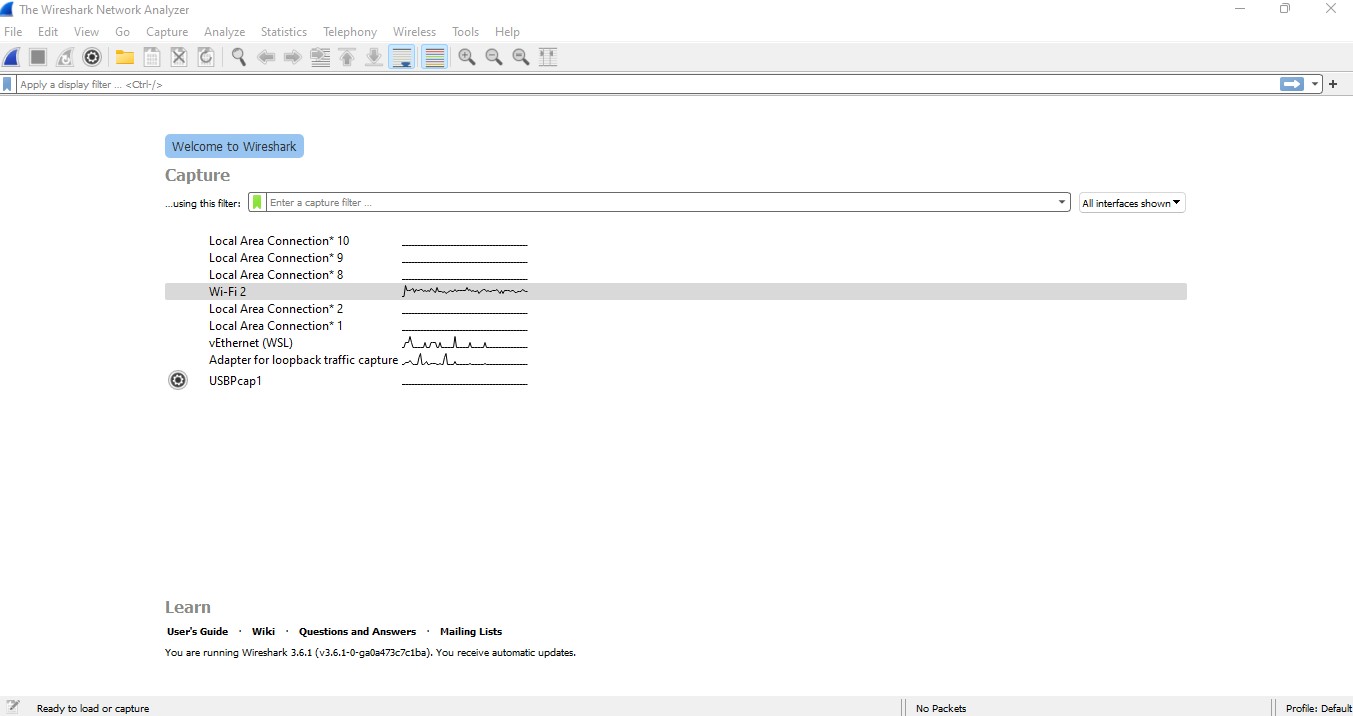 The Wireshark Network Analyzer
File Edit View Go Capture Analyze Statistics Telephony Wireless Tools Help
Apply a display filter ... <Ctrl-/>
Welcome to Wireshark
Capture
...using this filter: Enter a capture filter ... All interfaces shown
Local Area Connection* 10
Local Area Connection* 9
Local Area Connection* 8
Wi-Fi 2
Local Area Connection* 2
Local Area Connection* 1
vEthernet (WSL)
Adapter for loopback traffic capture
USBPcap1
Learn
User's Guide · Wiki · Questions and Answers · Mailing Lists
You are running Wireshark 3.6.1 (v3.6.1-0-ga0a473c7c1ba). You receive automatic updates.
Ready to load or capture No Packets Profile: Default